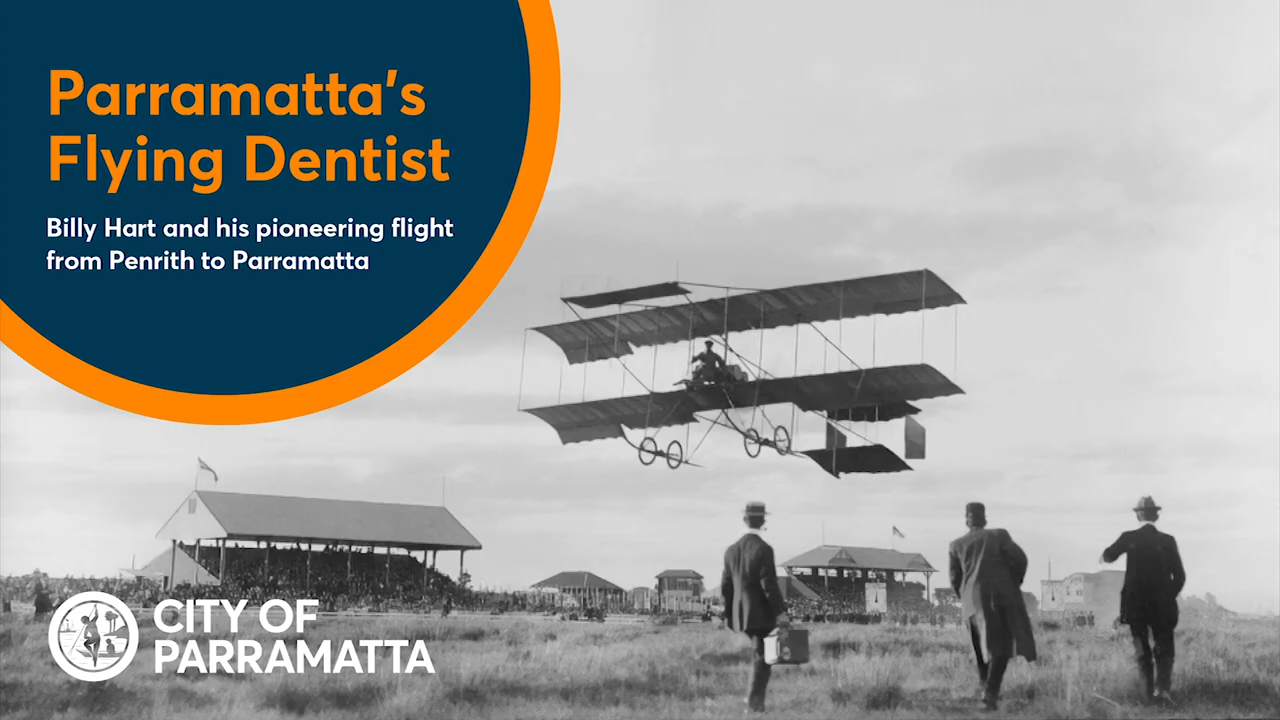 Parramatta's
Flying Dentist
Billy Hart and his pioneering flight
from Penrith to Parramatta
CITY OF
PARRAMATTA